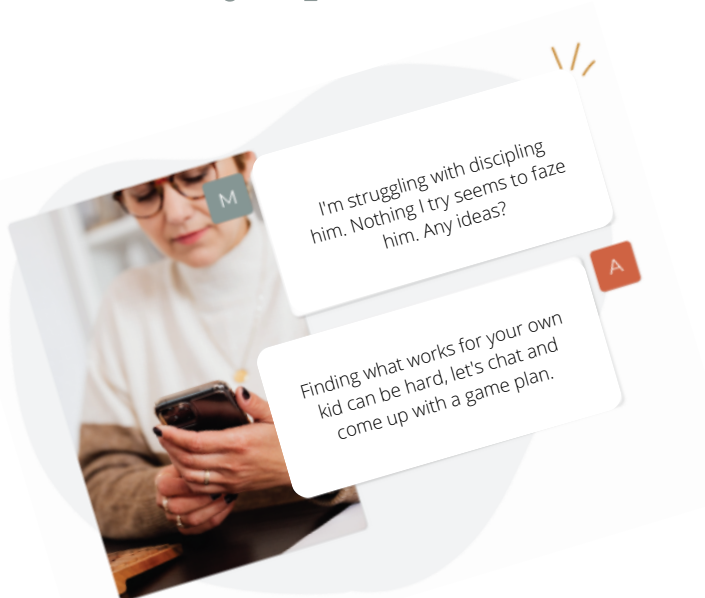 M
I'm struggling with discipling
him. Nothing I try seems to faze
him. Any ideas?
A
Finding what works for your own
kid can be hard, let's chat and
come up with a game plan.